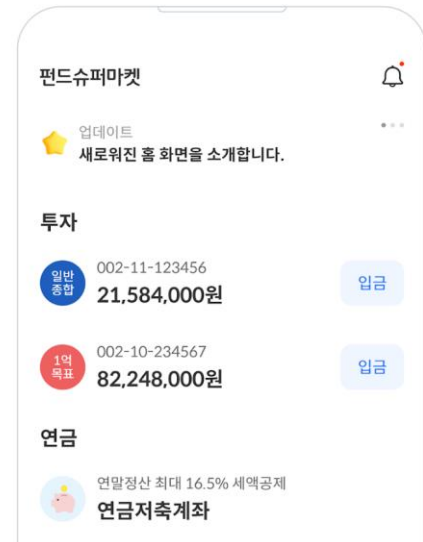 펀드슈퍼마켓
업데이트
새로워진 홈 화면을 소개합니다.
투자
일반
종합
002-11-123456
21,584,000원
입금
1억
목표
002-10-234567
82,248,000원
입금
연금
연말정산 최대 16.5% 세액공제
연금저축계좌